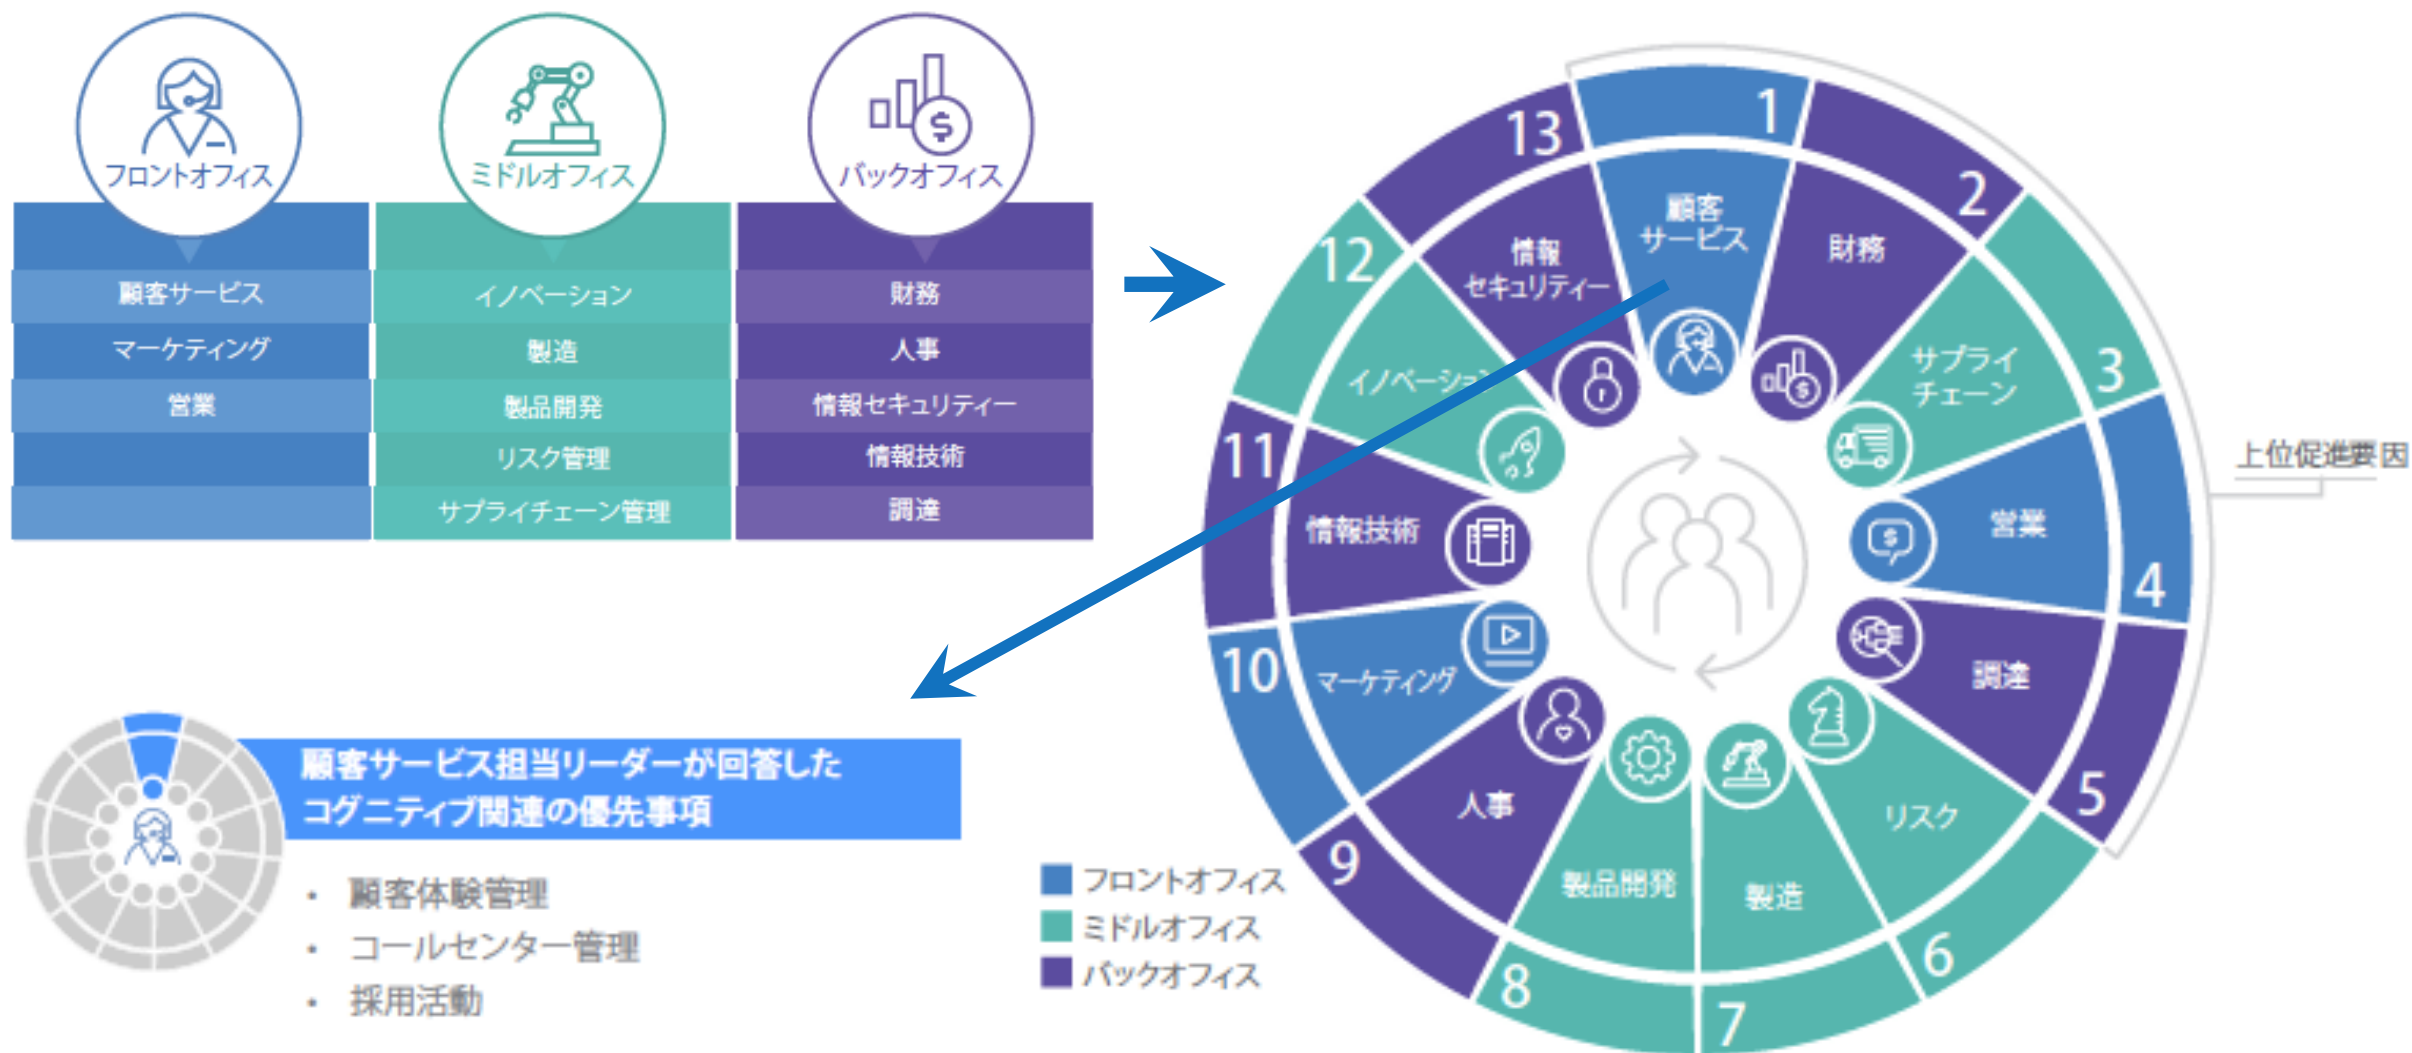 フロントオフィス
ミドルオフィス
バックオフィス
顧客サービス
マーケティング
営業
イノベーション
製造
製品開発
リスク管理
サプライチェーン管理
財務
人事
情報セキュリティー
情報技術
調達
1
2
3
4
5
6
7
8
9
10
11
12
13
顧客
サービス
財務
サプライ
チェーン
営業
調達
リスク
製造
製品開発
人事
マーケティング
情報技術
イノベーション
情報
セキュリティー
上位促進要因
フロントオフィス
ミドルオフィス
バックオフィス
顧客サービス担当リーダーが回答した
コグニティブ関連の優先事項
• 顧客体験管理
• コールセンター管理
• 採用活動